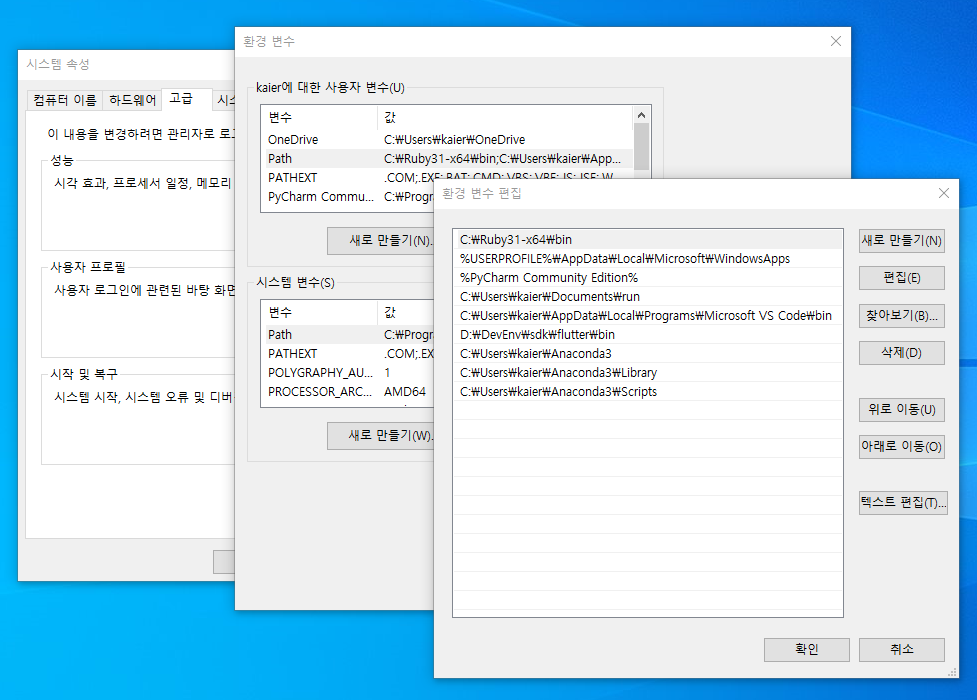 시스템 속성
컴퓨터 이름 하드웨어 고급
이 내용을 변경하려면 관리자로
성능
시각 효과, 프로세서 일정, 메모리
사용자 프로필
사용자 로그인에 관련된 바탕 화면
시작 및 복구
시스템 시작, 시스템 오류 및
환경 변수
kaier에 대한 사용자 변수(U)
변수 값
OneDrive C:₩Users₩kaier₩OneDrive
Path C:₩Ruby31-x64₩bin;C:₩Users₩kaier₩App...
PATHEXT .COM;.EXE;.BAT;.CMD;.VBS;.VBE;.JS;.JSE;.W...
PyCharm Commu... C:₩Progr
새로 만들기(N)...
시스템 변수(S)
변수 값
Path C:₩Progr
PATHEXT .COM;.EX
POLYGRAPHY_AU... 1
PROCESSOR_ARC... AMD64
새로 만들기(W)...
환경 변수 편집
C:₩Ruby31-x64₩bin
%USERPROFILE%₩AppData₩Local₩Microsoft₩WindowsApps
%PyCharm Community Edition%
C:₩Users₩kaier₩Documents₩run
C:₩Users₩kaier₩AppData₩Local₩Programs₩Microsoft VS Code₩bin
D:₩DevEnv₩sdk₩flutter₩bin
C:₩Users₩kaier₩Anaconda3
C:₩Users₩kaier₩Anaconda3₩Library
C:₩Users₩kaier₩Anaconda3₩Scripts
새로 만들기(N)
편집(E)
찾아보기(B)...
삭제(D)
위로 이동(U)
아래로 이동(O)
텍스트 편집(T)...
확인
취소